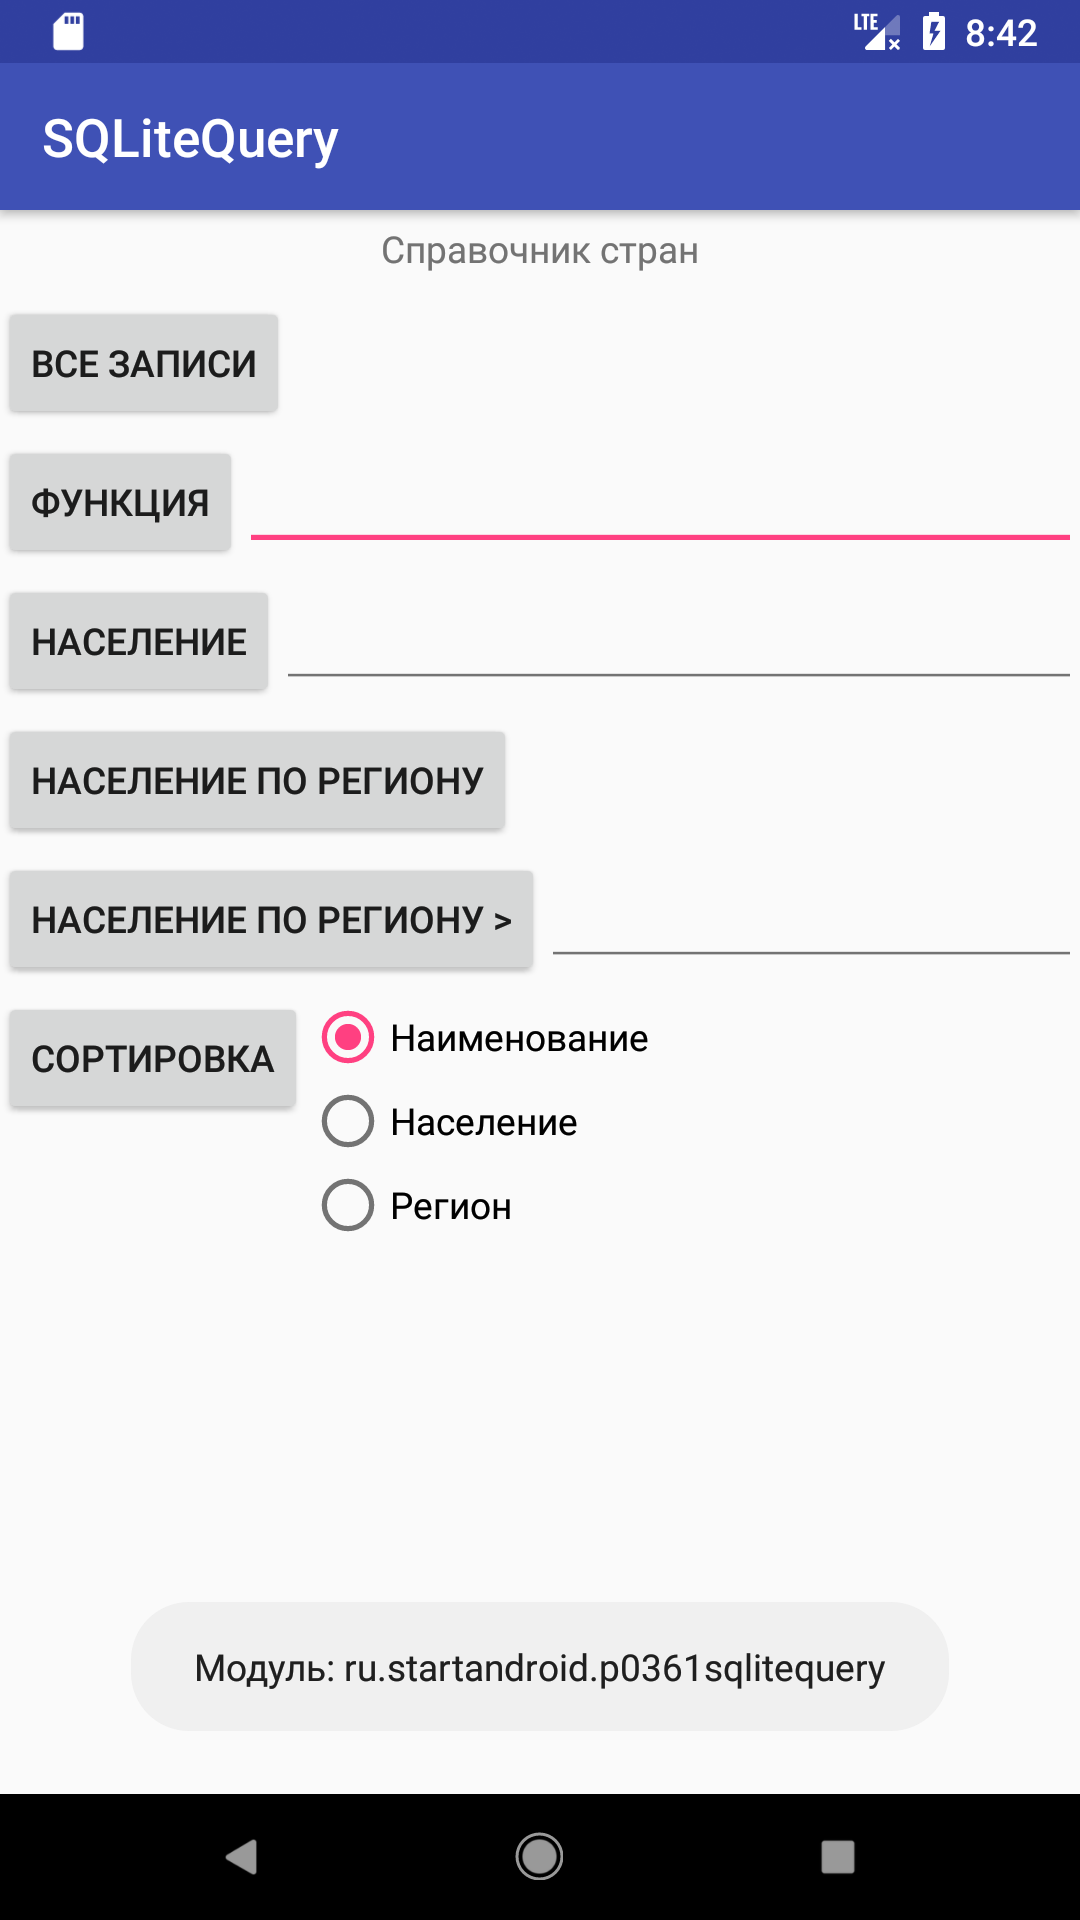 LTE 8:42
SQLiteQuery
Справочник стран
ВСЕ ЗАПИСИ
ФУНКЦИЯ
НАСЕЛЕНИЕ
НАСЕЛЕНИЕ ПО РЕГИОНУ
НАСЕЛЕНИЕ ПО РЕГИОНУ >
СОРТИРОВКА
Наименование
Население
Регион
Модуль: ru.startandroid.p0361sqlitequery